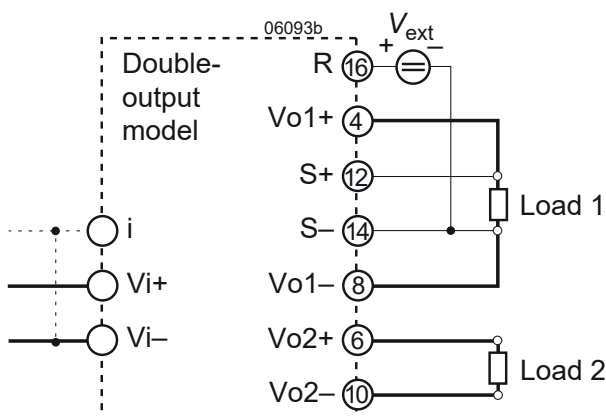 06093b
Double-
output
model
R 16 + Vext –
Vo1+ 4
S+ 12
Load 1
i
S– 14
Vi+
Vo1– 8
Vi–
Vo2+ 6
Load 2
Vo2– 10